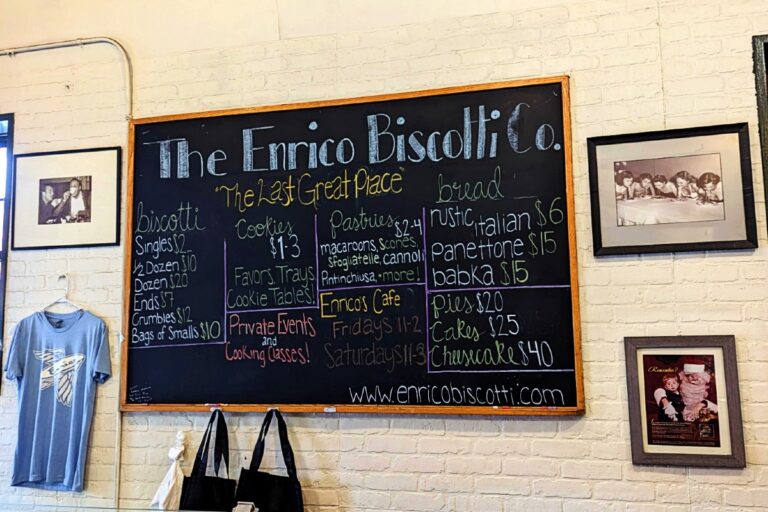 The Enrico Biscotti Co.
"The Last Great Place"
biscotti
Singles $2
½ Dozen $10
Dozen $20
Ends $7
Crumbles $12
Bags of Smalls $10
Cookies
$1-3
Favors, Trays
Cookie Tables!
Private Events
and
Cooking Classes!
Pastries
$2-4
macaroons, scones,
sfogiatelle, cannoli
Pintichiusa, + more!
Enrico's Cafe
Fridays 11-2
Saturdays 11-3
bread
rustic italian $6
panettone $15
babka $15
Pies $20
Cakes $25
Cheesecake $40
www.enricobiscotti.com
Remember?